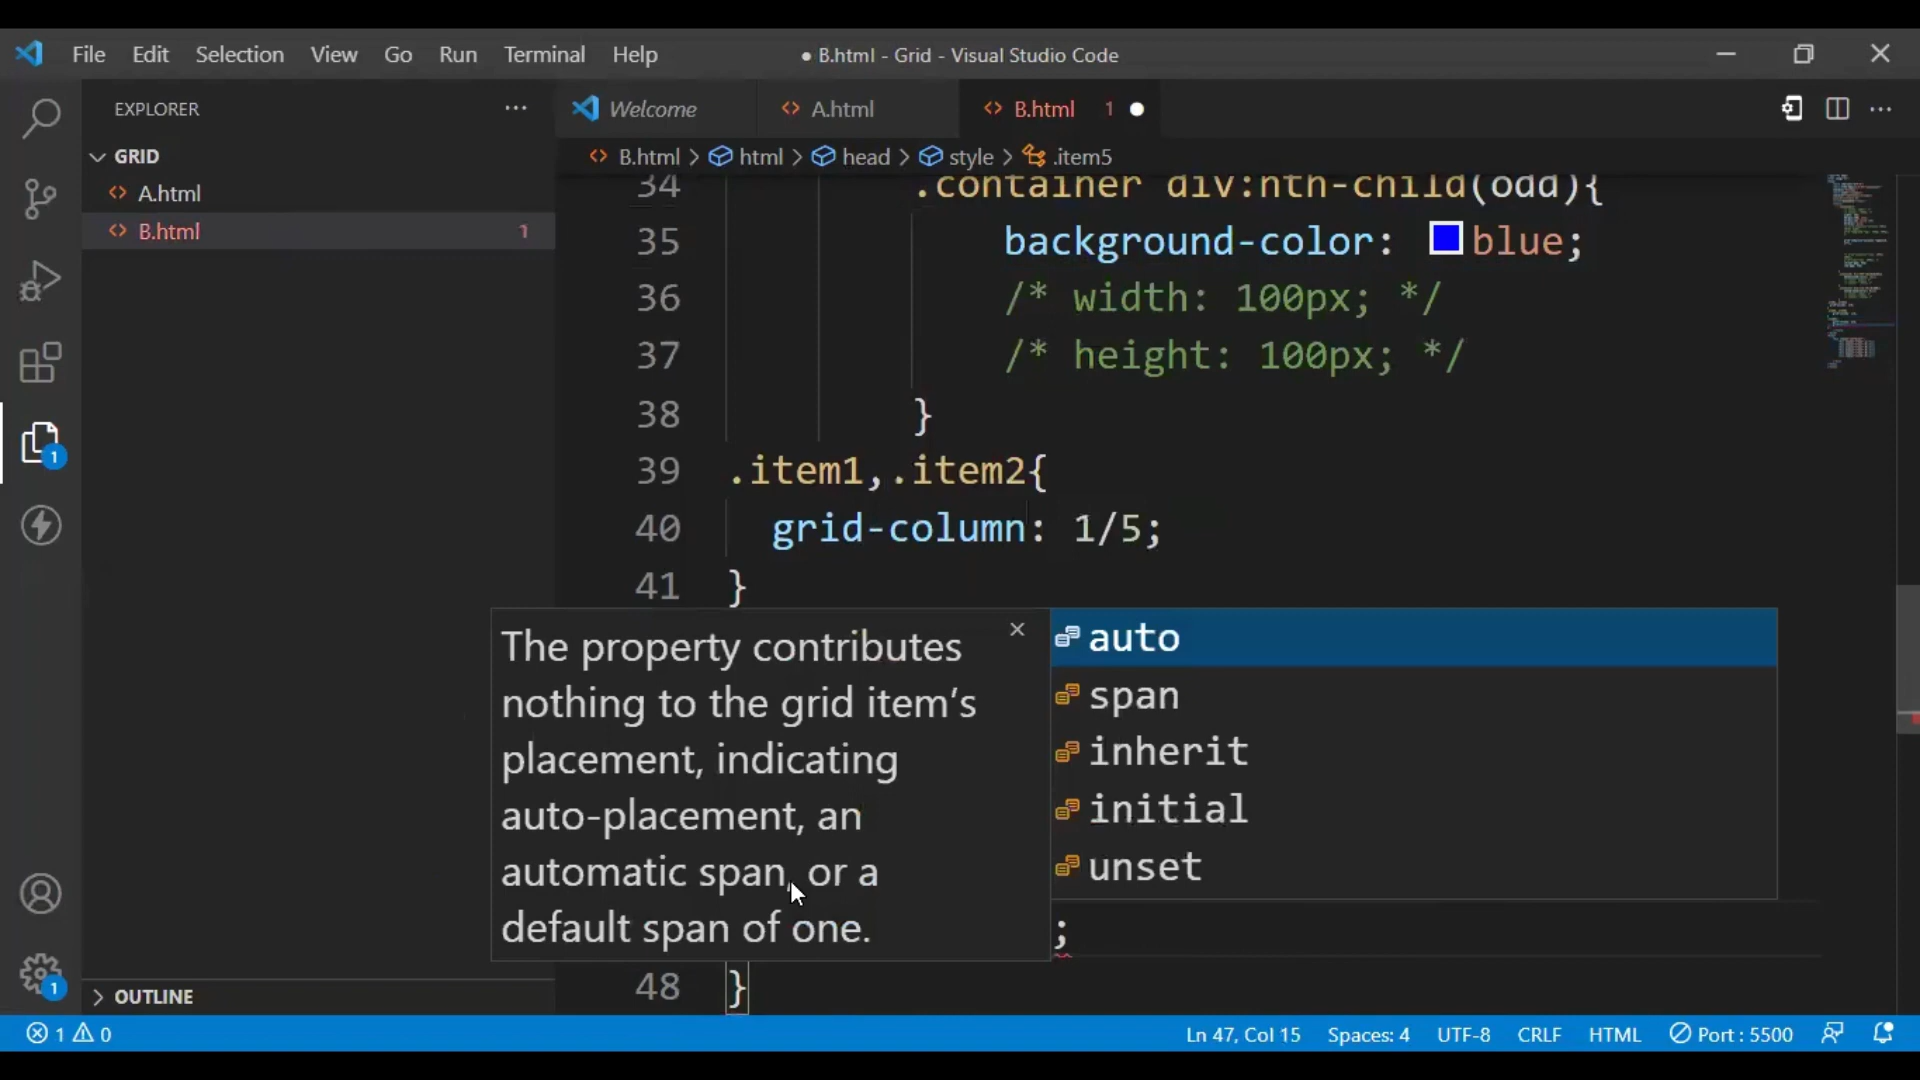 File Edit Selection View Go Run Terminal Help
● B.html - Grid - Visual Studio Code
EXPLORER
Welcome
A.html
B.html 1
GRID
A.html
B.html 1
B.html > html > head > style > .item5
34 .container div:nth-child(odd){
35 background-color: blue;
36 /* width: 100px; */
37 /* height: 100px; */
38 }
39 .item1,.item2{
40 grid-column: 1/5;
41 }
The property contributes
nothing to the grid item's
placement, indicating
auto-placement, an
automatic span, or a
default span of one.
auto
span
inherit
initial
unset
;
48 }
1
1
OUTLINE
1 0
Ln 47, Col 15
Spaces: 4
UTF-8
CRLF
HTML
Port : 5500